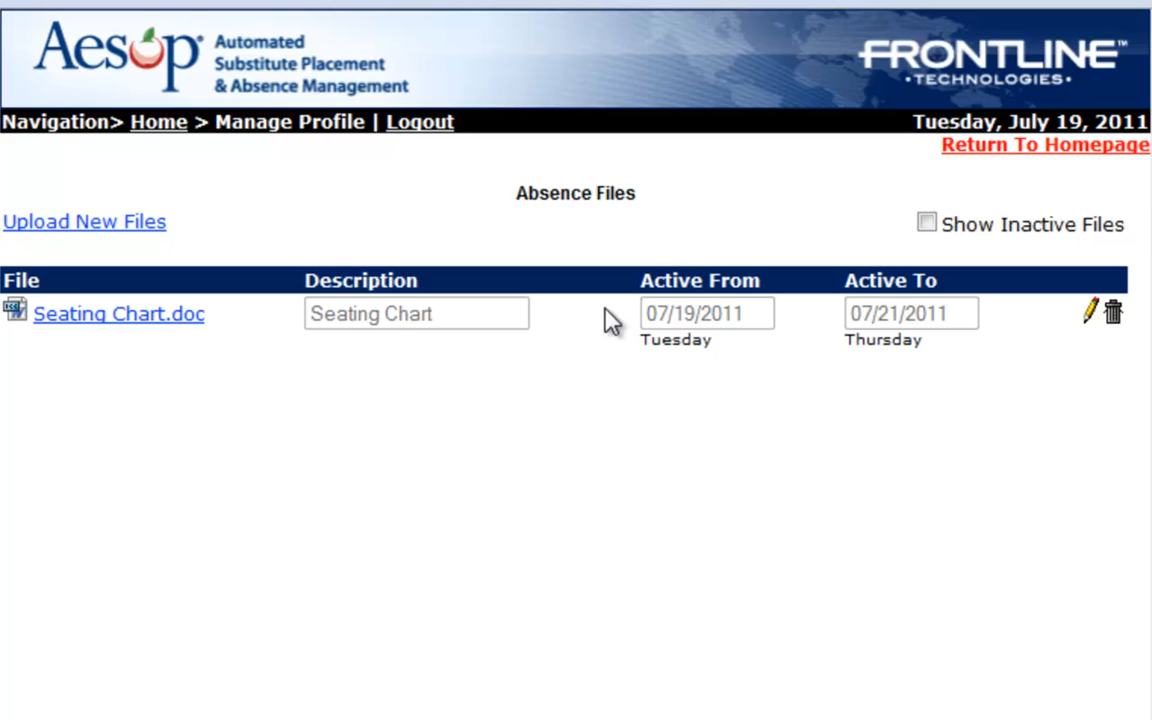 Aesop Automated
Substitute Placement
& Absence Management
FRONTLINE™
•TECHNOLOGIES•
Navigation> Home > Manage Profile | Logout Tuesday, July 19, 2011
Return To Homepage
Absence Files
Upload New Files Show Inactive Files
File Description Active From Active To
Seating Chart.doc Seating Chart 07/19/2011 07/21/2011
Tuesday Thursday